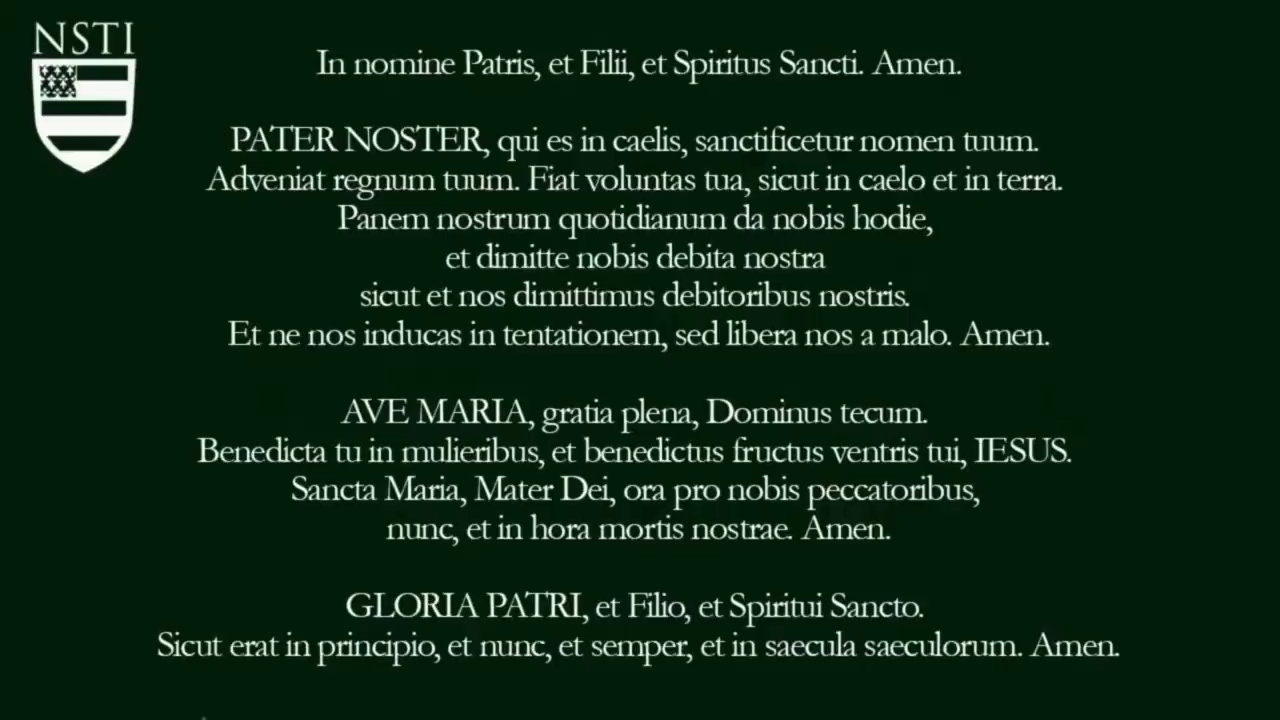 NSTI
In nomine Patris, et Filii, et Spiritus Sancti. Amen.
PATER NOSTER, qui es in caelis, sanctificetur nomen tuum.
Adveniat regnum tuum. Fiat voluntas tua, sicut in caelo et in terra.
Panem nostrum quotidianum da nobis hodie,
et dimitte nobis debita nostra
sicut et nos dimittimus debitoribus nostris.
Et ne nos inducas in tentationem, sed libera nos a malo. Amen.
AVE MARIA, gratia plena, Dominus tecum.
Benedicta tu in mulieribus, et benedictus fructus ventris tui, IESUS.
Sancta Maria, Mater Dei, ora pro nobis peccatoribus,
nunc, et in hora mortis nostrae. Amen.
GLORIA PATRI, et Filio, et Spiritui Sancto.
Sicut erat in principio, et nunc, et semper, et in saecula saeculorum. Amen.